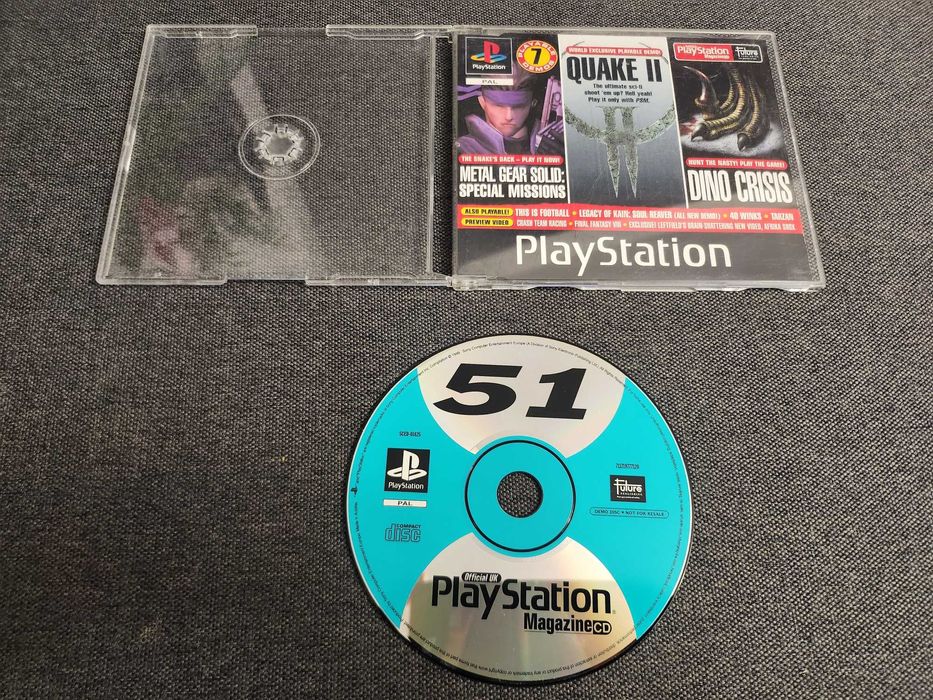 PlayStation
PAL
PLAYABLE
7
DEMOS
WORLD EXCLUSIVE PLAYABLE DEMO!
QUAKE II
The ultimate sci-fi
shoot 'em up? Hell yeah!
Play it only with PSM.
PlayStation
Magazine
Future
THE SNAKE'S BACK – PLAY IT NOW!
METAL GEAR SOLID:
SPECIAL MISSIONS
HUNT THE NASTY! PLAY THE GAME!
DINO CRISIS
ALSO PLAYABLE! THIS IS FOOTBALL • LEGACY OF KAIN: SOUL REAVER (ALL NEW DEMO!) • 40 WINKS • TARZAN
PREVIEW VIDEO CRASH TEAM RACING • FINAL FANTASY VIII • EXCLUSIVE! LEFTFIELD'S BRAIN-SHATTERING NEW VIDEO, AFRIKA SHOX
PlayStation
51
PlayStation
PAL
COMPACT
disc
Future
DEMO DISC • NOT FOR RESALE
Official UK
PlayStation
Magazine CD